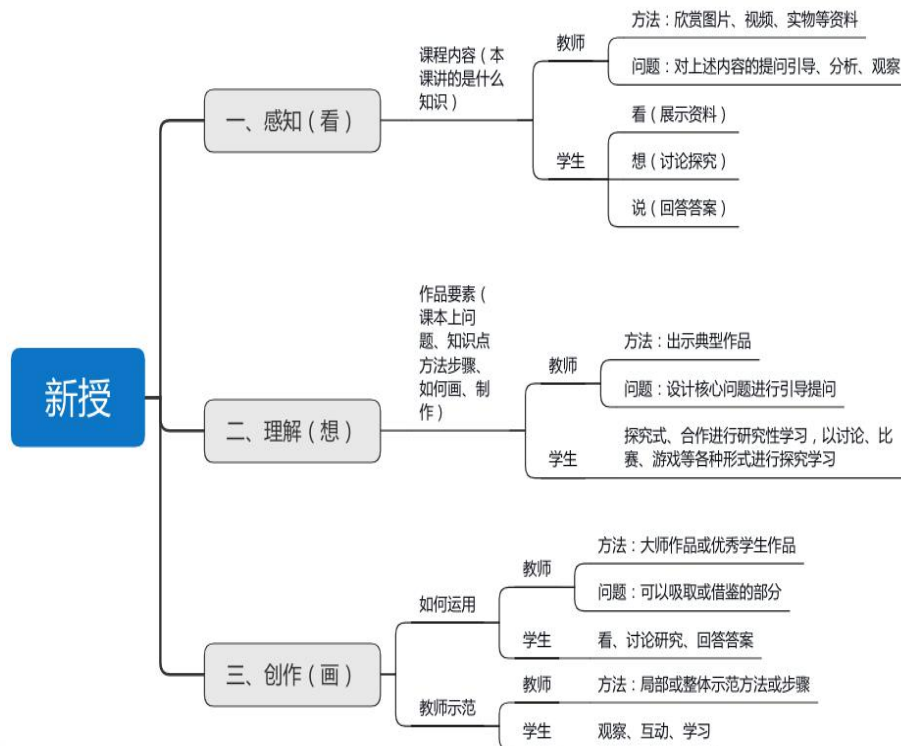 新授
一、感知（看）
课程内容（本
课讲的是什么
知识）
教师
方法：欣赏图片、视频、实物等资料
问题：对上述内容的提问引导、分析、观察
学生
看（展示资料）
想（讨论探究）
说（回答答案）
二、理解（想）
作品要素（
课本上问
题、知识点
方法步骤、
如何画、制
作）
教师
方法：出示典型作品
问题：设计核心问题进行引导提问
学生
探究式、合作进行研究性学习，以讨论、比
赛、游戏等各种形式进行探究学习
三、创作（画）
如何运用
教师
方法：大师作品或优秀学生作品
问题：可以吸取或借鉴的部分
学生
看、讨论研究、回答答案
教师示范
教师
方法：局部或整体示范方法或步骤
学生
观察、互动、学习